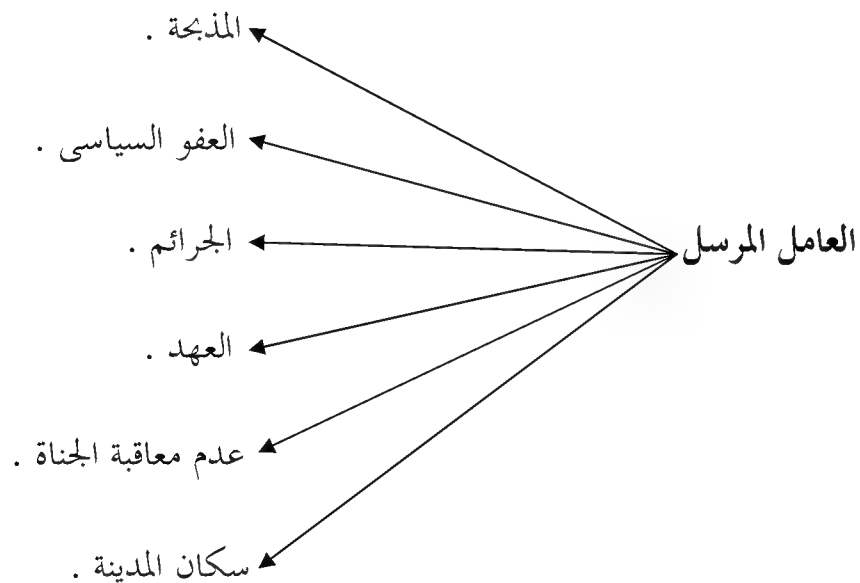 المذبحة .
العفو السياسى .
الجرائم .
العامل المرسل
العهد .
عدم معاقبة الجناة .
سكان المدينة .